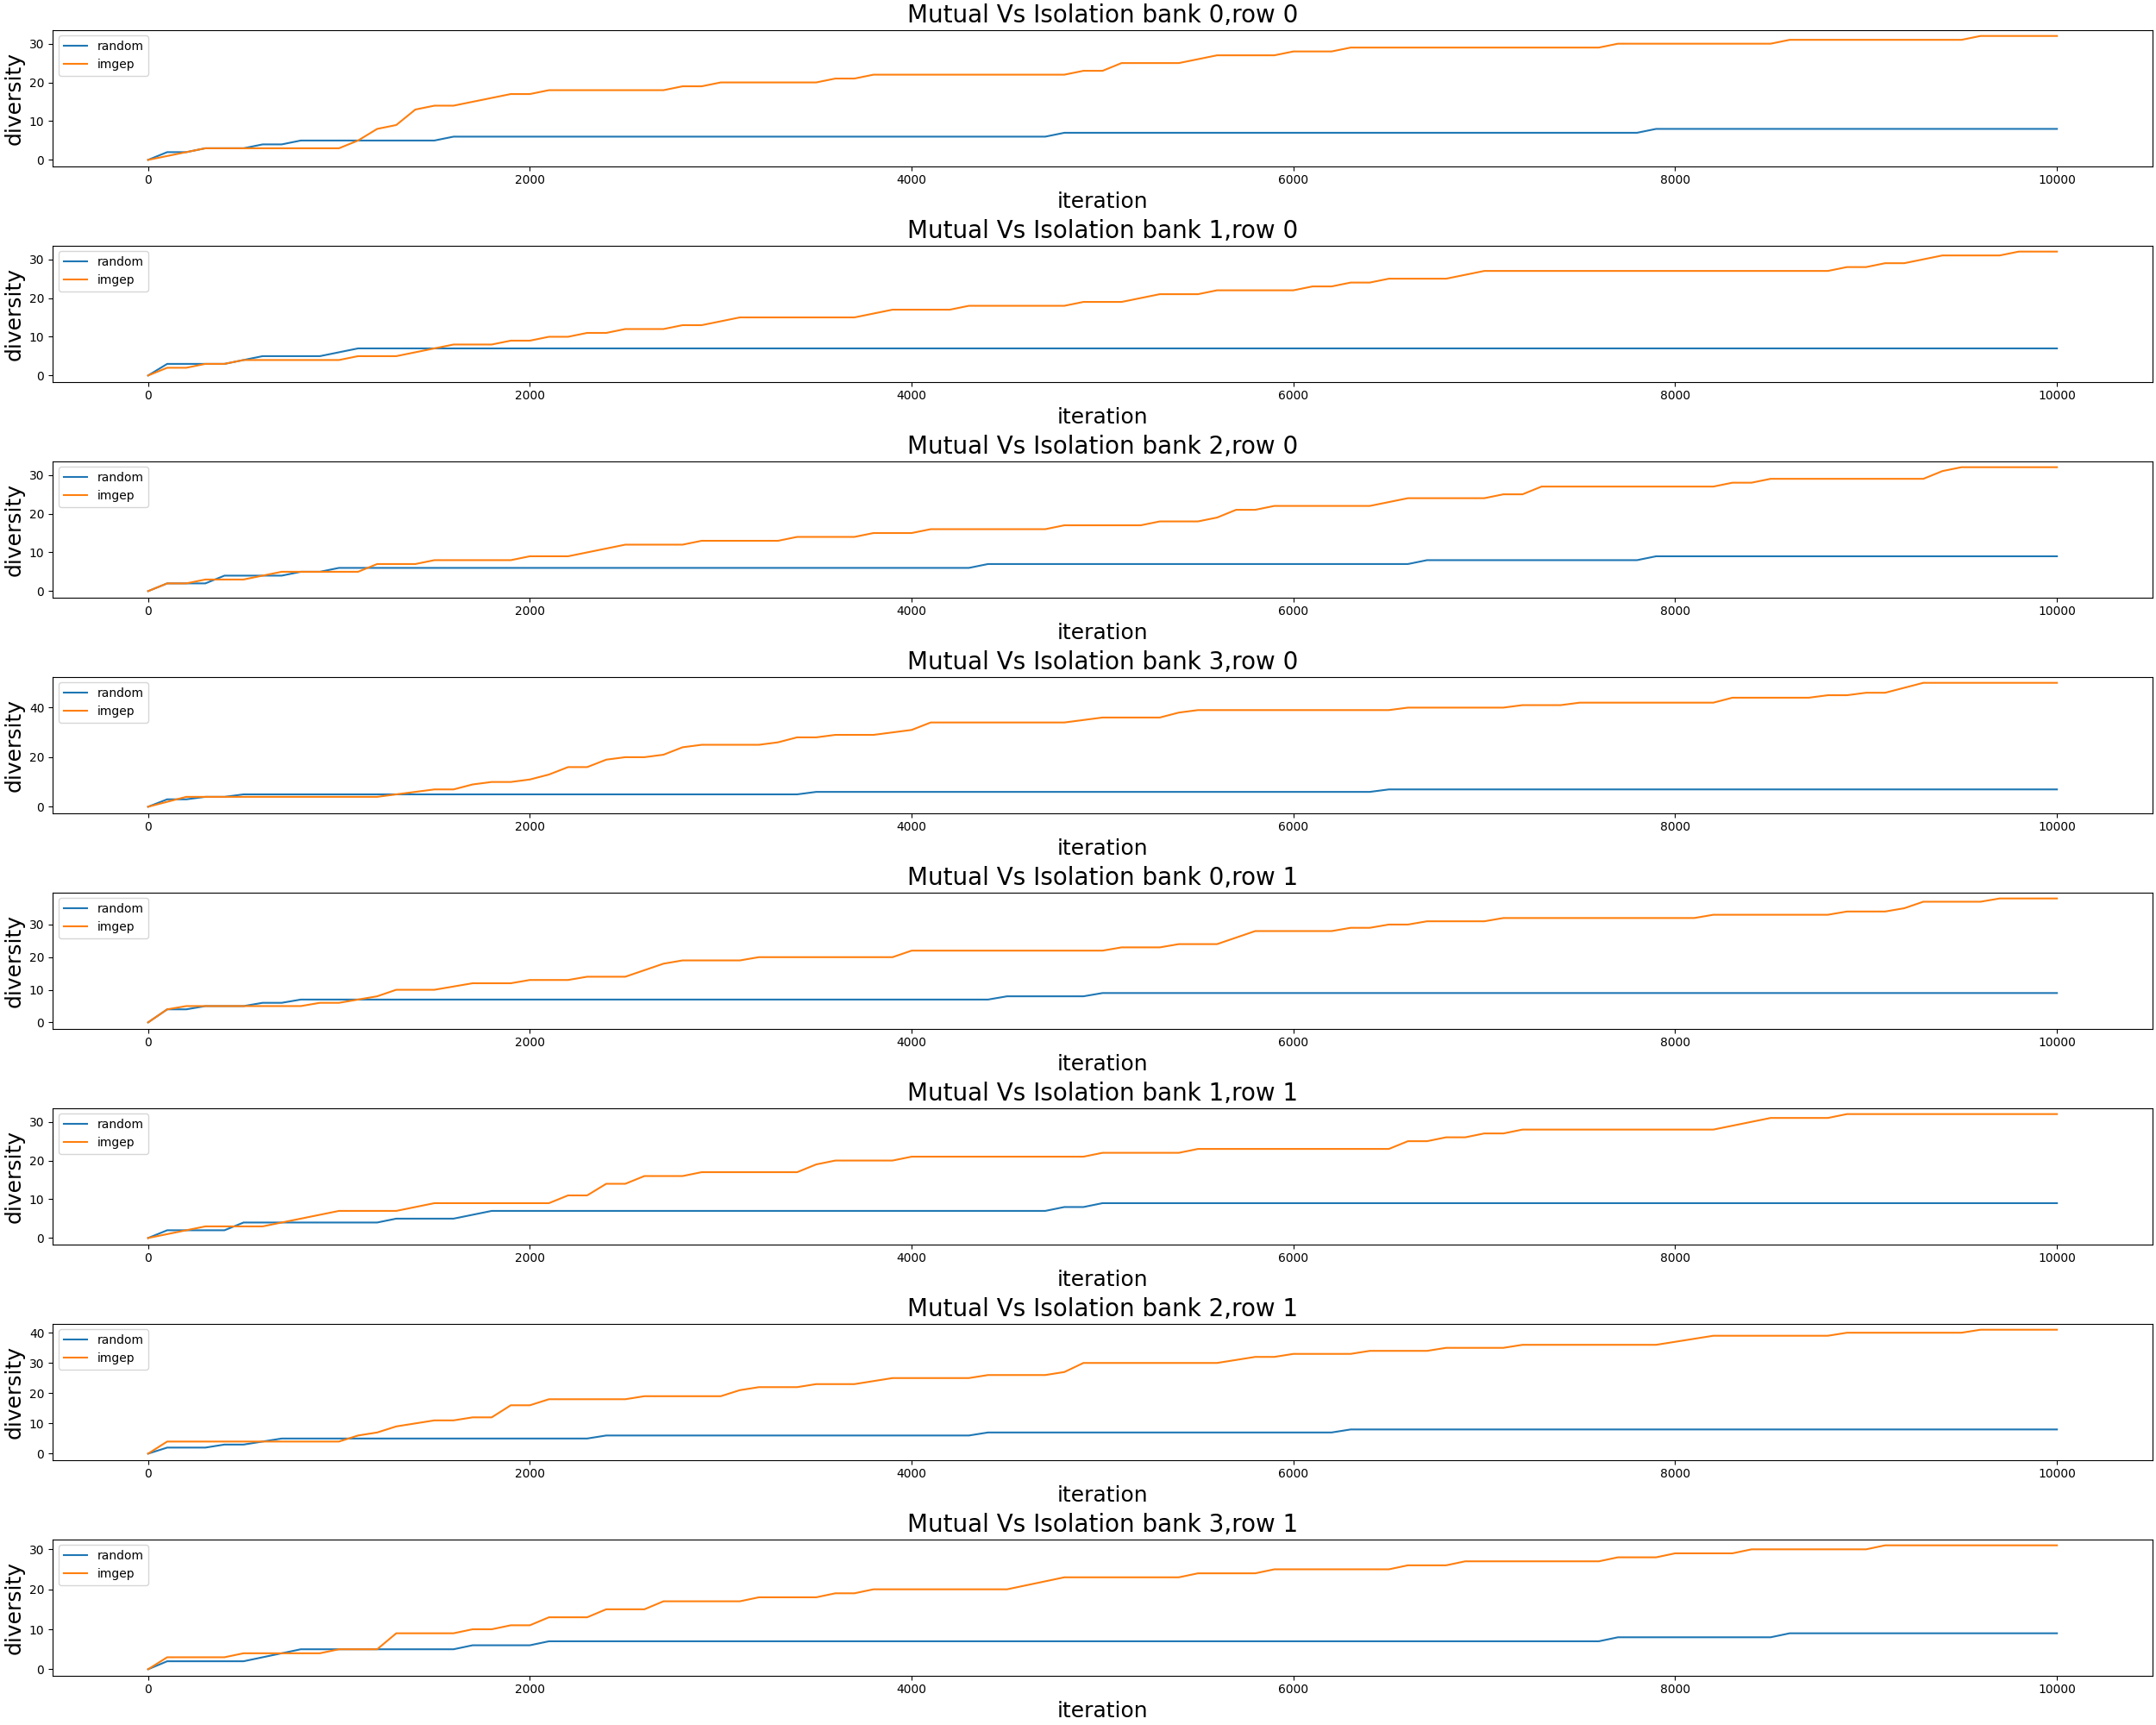 Mutual Vs Isolation bank 0,row 0
random
imgep
diversity
30
20
10
0
0 2000 4000 6000 8000 10000
iteration
Mutual Vs Isolation bank 1,row 0
random
imgep
diversity
30
20
10
0
0 2000 4000 6000 8000 10000
iteration
Mutual Vs Isolation bank 2,row 0
random
imgep
diversity
30
20
10
0
0 2000 4000 6000 8000 10000
iteration
Mutual Vs Isolation bank 3,row 0
random
imgep
diversity
40
20
0
0 2000 4000 6000 8000 10000
iteration
Mutual Vs Isolation bank 0,row 1
random
imgep
diversity
30
20
10
0
0 2000 4000 6000 8000 10000
iteration
Mutual Vs Isolation bank 1,row 1
random
imgep
diversity
30
20
10
0
0 2000 4000 6000 8000 10000
iteration
Mutual Vs Isolation bank 2,row 1
random
imgep
diversity
40
30
20
10
0
0 2000 4000 6000 8000 10000
iteration
Mutual Vs Isolation bank 3,row 1
random
imgep
diversity
30
20
10
0
0 2000 4000 6000 8000 10000
iteration